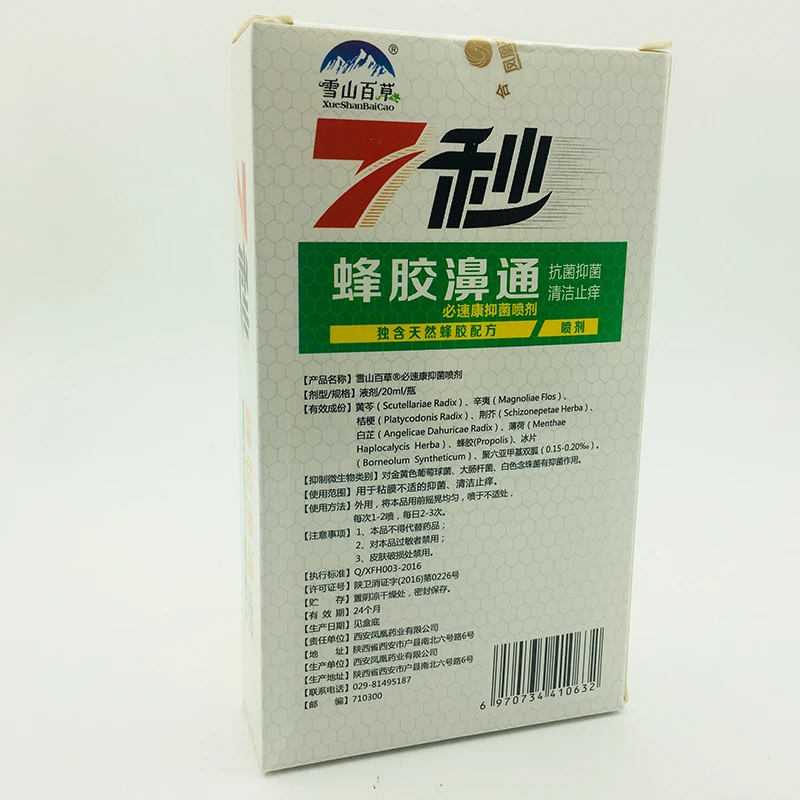 雪山百草®
XueShanBaiCao
7秒
蜂胶濞通
抗菌抑菌
清洁止痒
必速康抑菌喷剂
独含天然蜂胶配方
喷剂
【产品名称】雪山百草®必速康抑菌喷剂
【剂型/规格】液剂/20ml/瓶
【有效成份】黄芩（Scutellariae Radix）、辛夷（Magnoliae Flos）、
桔梗（Platycodonis Radix）、荆芥（Schizonepetae Herba）、
白芷（Angelicae Dahuricae Radix）、薄荷（Menthae
Haplocalycis Herba）、蜂胶(Propolis)、冰片
（Borneolum Syntheticum）、聚六亚甲基双胍（0.15-0.20‰）。
【抑制微生物类别】对金黄色葡萄球菌、大肠杆菌、白色念珠菌有抑菌作用。
【使用范围】用于粘膜不适的抑菌、清洁止痒。
【使用方法】外用，将本品用前摇晃均匀，喷于不适处，
每次1-2喷，每日2-3次。
【注意事项】1、本品不得代替药品；
2、对本品过敏者禁用；
3、皮肤破损处禁用。
【执行标准】Q/XFH003-2016
【许可证号】陕卫消证字(2016)第0226号
【贮 存】置阴凉干燥处，密封保存。
【有 效 期】24个月
【生产日期】见盒底
【责任单位】西安凤凰药业有限公司
【地 址】陕西省西安市户县南北六号路6号
【生产单位】西安凤凰药业有限公司
【生产地址】陕西省西安市户县南北六号路6号
【联系电话】029-81495187
【邮 编】710300
6 970734 410632
7秒
合
凤凰